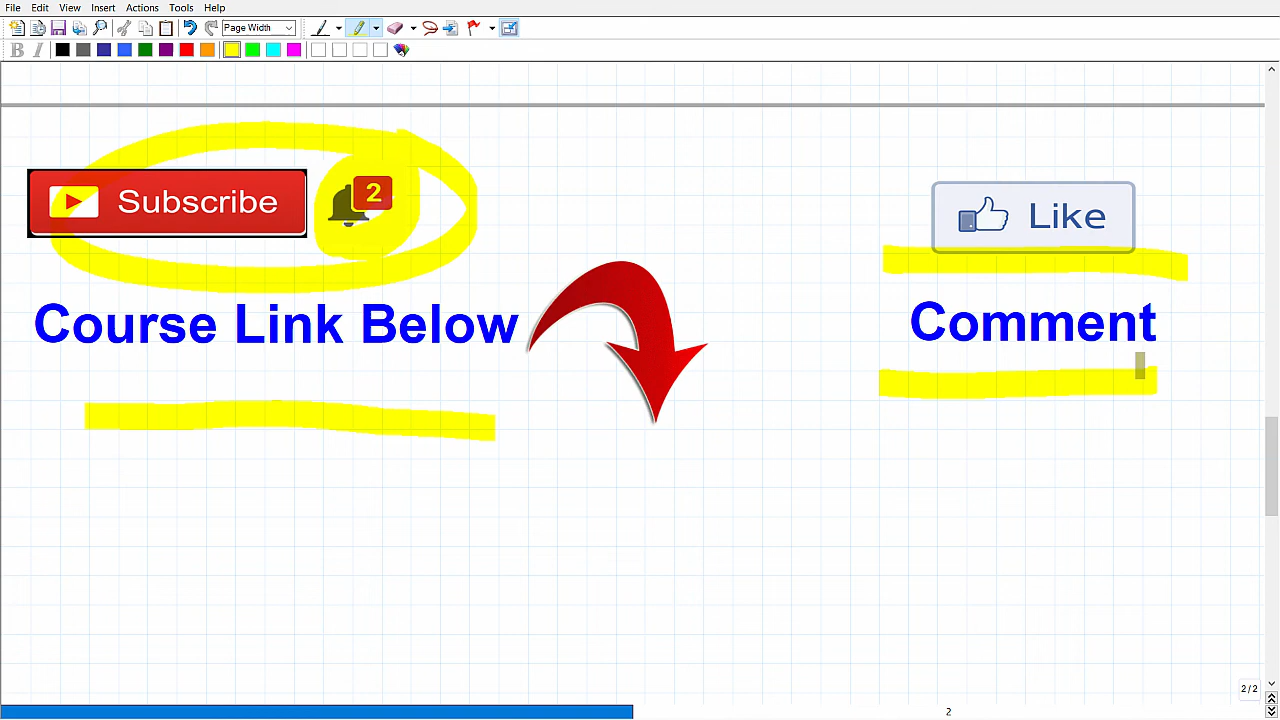 File Edit View Insert Actions Tools Help
Page Width
B I
Subscribe 2
Like
Course Link Below
Comment
2/2
2